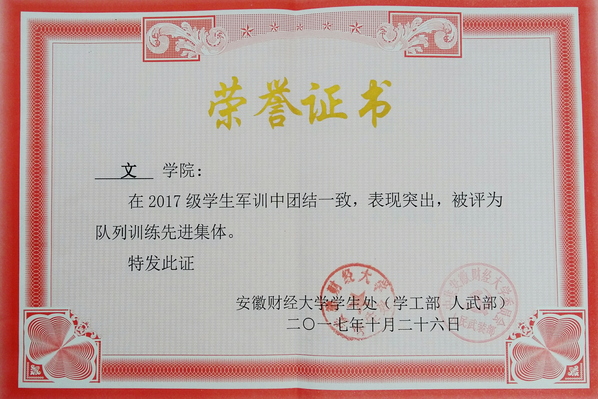 荣誉证书
文 学院：
在2017级学生军训中团结一致，表现突出，被评为
队列训练先进集体。
特发此证
安徽财经大学学生处（学工部 人武部）
二〇一七年十月二十六日